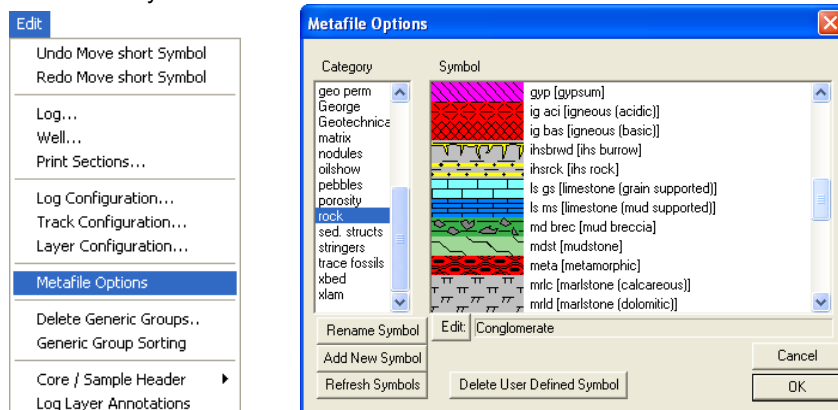 Edit
Undo Move short Symbol
Redo Move short Symbol
Log...
Well...
Print Sections...
Log Configuration...
Track Configuration...
Layer Configuration...
Metafile Options
Delete Generic Groups..
Generic Group Sorting
Core / Sample Header
Log Layer Annotations
Metafile Options
Category
Symbol
geo perm
George
Geotechnica
matrix
nodules
oilshow
pebbles
porosity
rock
sed. structs
stringers
trace fossils
xbed
xlam
gyp [gypsum]
ig aci [igneous (acidic)]
ig bas [igneous (basic)]
ihsbrwd [ihs burrow]
ihsrck [ihs rock]
ls gs [limestone (grain supported)]
ls ms [limestone (mud supported)]
md brec [mud breccia]
mdst [mudstone]
meta [metamorphic]
mrlc [marlstone (calcareous)]
mrld [marlstone (dolomitic)]
Rename Symbol
Edit: Conglomerate
Add New Symbol
Cancel
Refresh Symbols
Delete User Defined Symbol
OK